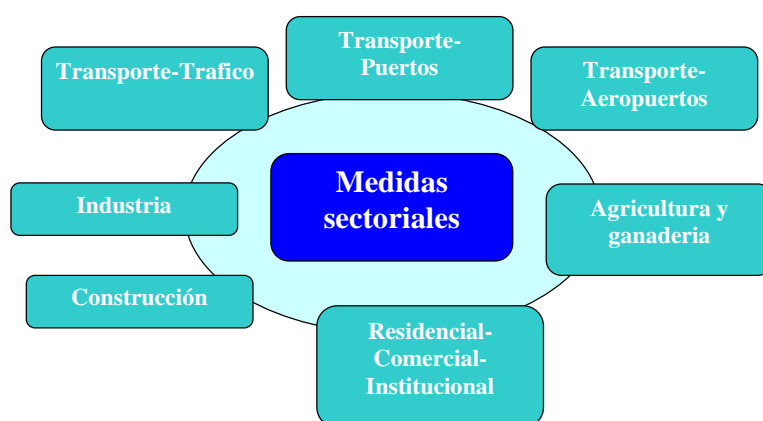 Transporte-
Puertos
Transporte-Trafico
Transporte-
Aeropuertos
Medidas
sectoriales
Industria
Agricultura y
ganaderia
Construcción
Residencial-
Comercial-
Institucional